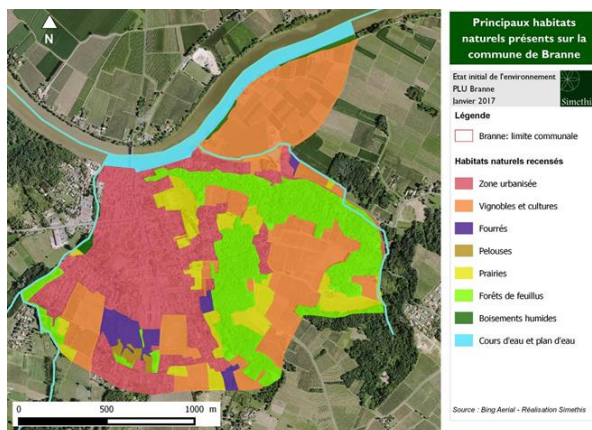 N
Principaux habitats
naturels présents sur la
commune de Branne
Etat initial de l'environnement
PLU Branne
Janvier 2017
Simethis
Légende
Branne: limite communale
Habitats naturels recensés
Zone urbanisée
Vignobles et cultures
Fourrés
Pelouses
Prairies
Forêts de feuillus
Boisements humides
Cours d'eau et plan d'eau
0 500 1000 m
Source : Bing Aerial - Réalisation Simethis